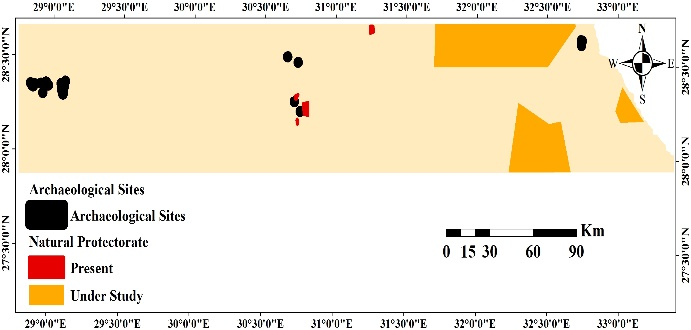 29°0'0"E 29°30'0"E 30°0'0"E 30°30'0"E 31°0'0"E 31°30'0"E 32°0'0"E 32°30'0"E 33°0'0"E
28°30'0"N 28°30'0"N
N
W E
S
28°0'0"N 28°0'0"N
Archaeological Sites
Archaeological Sites
Natural Protectorate
Present
Under Study
Km
0 15 30 60 90
27°30'0"N 27°30'0"N
29°0'0"E 29°30'0"E 30°0'0"E 30°30'0"E 31°0'0"E 31°30'0"E 32°0'0"E 32°30'0"E 33°0'0"E